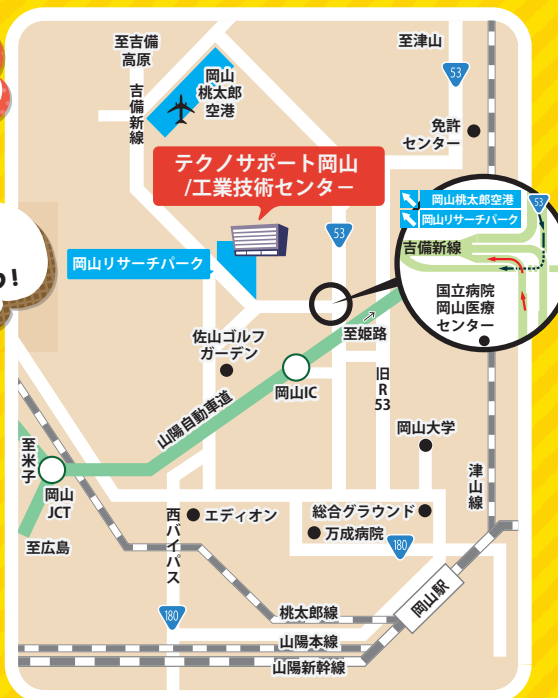 至吉備
高原
至津山
53
岡山
桃太郎
空港
吉備新線
免許
センター
テクノサポート岡山
/工業技術センター
岡山桃太郎空港
岡山リサーチパーク
53
53
吉備新線
岡山リサーチパーク
う!
国立病院
岡山医療
センター
至姫路
佐山ゴルフ
ガーデン
岡山IC
旧R53
山陽自動車道
岡山大学
至米子
岡山
JCT
津山線
西バイパス
エディオン
総合グラウンド
万成病院
180
至広島
岡山駅
180
桃太郎線
山陽本線
山陽新幹線